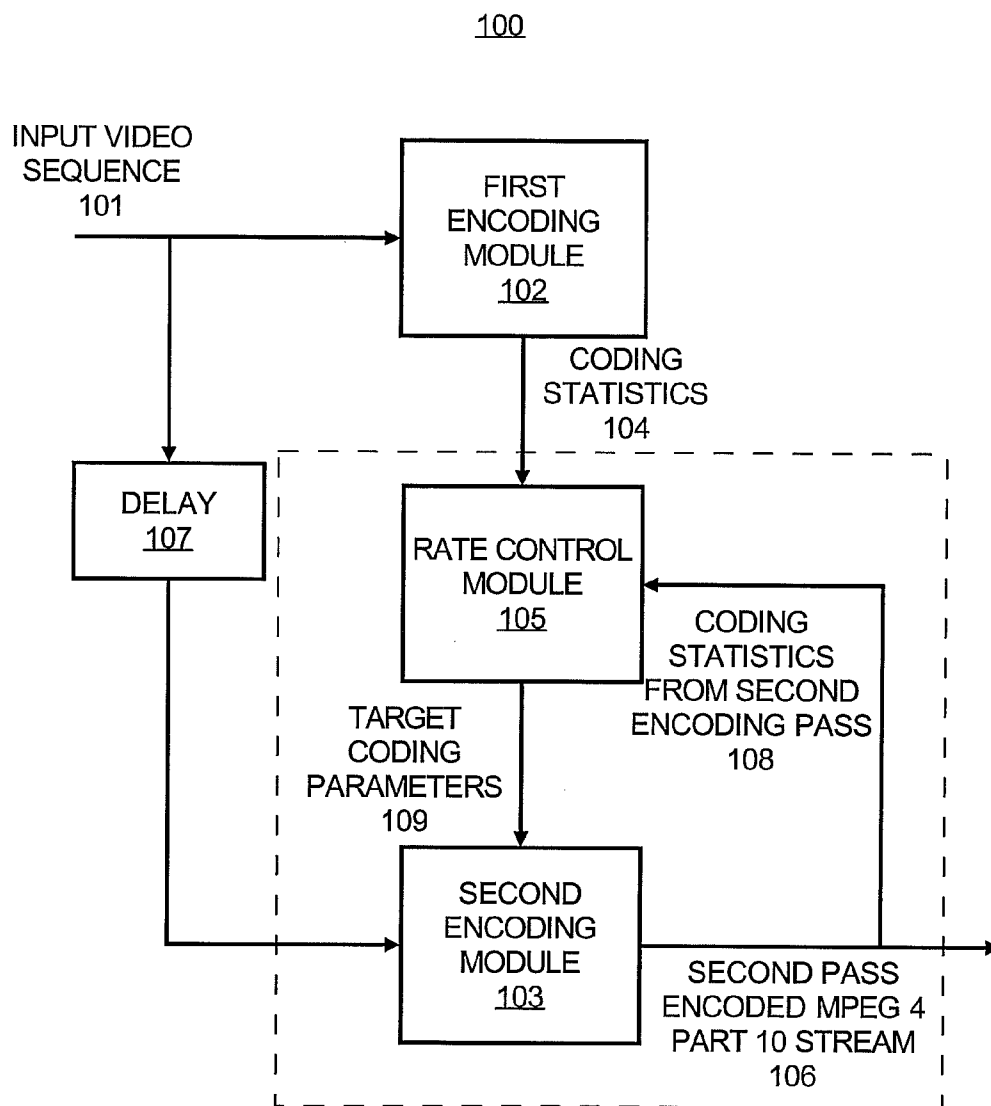 100
INPUT VIDEO
SEQUENCE
101
FIRST
ENCODING
MODULE
102
CODING
STATISTICS
104
DELAY
107
RATE CONTROL
MODULE
105
CODING
STATISTICS
FROM SECOND
ENCODING PASS
108
TARGET
CODING
PARAMETERS
109
SECOND
ENCODING
MODULE
103
SECOND PASS
ENCODED MPEG 4
PART 10 STREAM
106